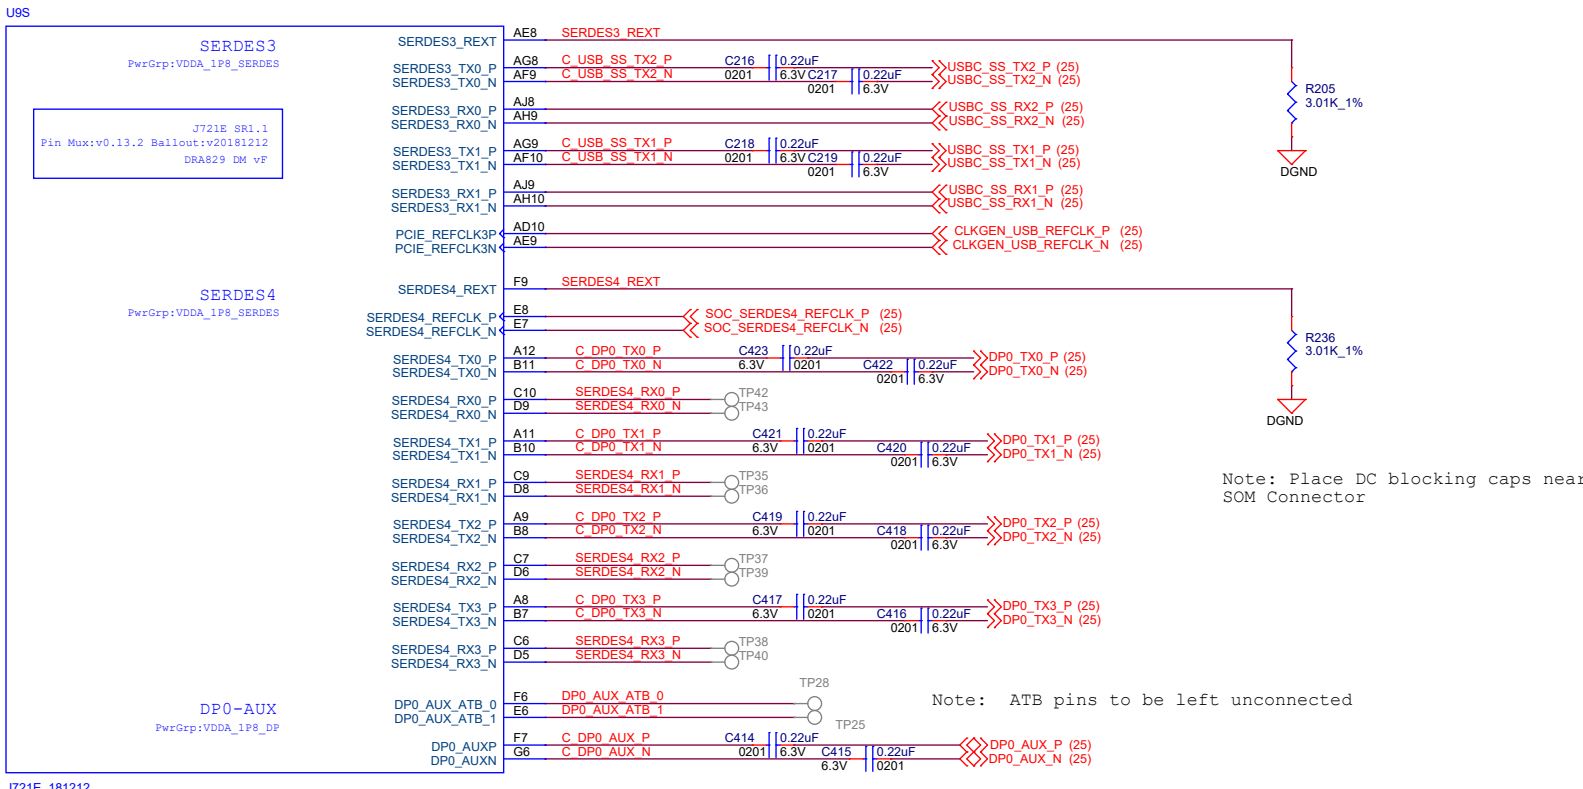 U9S
SERDES3
PwrGrp:VDDA_1P8_SERDES
J721E SR1.1
Pin Mux:v0.13.2 Ballout:v20181212
DRA829 DM vF
SERDES3_REXT AE8 SERDES3_REXT
SERDES3_TX0_P AG8 C_USB_SS_TX2_P C216 0.22uF USBC_SS_TX2_P (25)
SERDES3_TX0_N AF9 C_USB_SS_TX2_N 0201 6.3V C217 0.22uF USBC_SS_TX2_N (25)
0201 6.3V
SERDES3_RX0_P AJ8 USBC_SS_RX2_P (25)
SERDES3_RX0_N AH9 USBC_SS_RX2_N (25)
SERDES3_TX1_P AG9 C_USB_SS_TX1_P C218 0.22uF USBC_SS_TX1_P (25)
SERDES3_TX1_N AF10 C_USB_SS_TX1_N 0201 6.3V C219 0.22uF USBC_SS_TX1_N (25)
0201 6.3V
SERDES3_RX1_P AJ9 USBC_SS_RX1_P (25)
SERDES3_RX1_N AH10 USBC_SS_RX1_N (25)
PCIE_REFCLK3P AD10 CLKGEN_USB_REFCLK_P (25)
PCIE_REFCLK3N AE9 CLKGEN_USB_REFCLK_N (25)
R205
3.01K_1%
DGND
SERDES4
PwrGrp:VDDA_1P8_SERDES
SERDES4_REXT F9 SERDES4_REXT
SERDES4_REFCLK_P E8 SOC_SERDES4_REFCLK_P (25)
SERDES4_REFCLK_N E7 SOC_SERDES4_REFCLK_N (25)
SERDES4_TX0_P A12 C_DP0_TX0_P C423 0.22uF DP0_TX0_P (25)
SERDES4_TX0_N B11 C_DP0_TX0_N 6.3V 0201 C422 0.22uF DP0_TX0_N (25)
0201 6.3V
SERDES4_RX0_P C10 SERDES4_RX0_P TP42
SERDES4_RX0_N D9 SERDES4_RX0_N TP43
SERDES4_TX1_P A11 C_DP0_TX1_P C421 0.22uF DP0_TX1_P (25)
SERDES4_TX1_N B10 C_DP0_TX1_N 6.3V 0201 C420 0.22uF DP0_TX1_N (25)
0201 6.3V
SERDES4_RX1_P C9 SERDES4_RX1_P TP35
SERDES4_RX1_N D8 SERDES4_RX1_N TP36
SERDES4_TX2_P A9 C_DP0_TX2_P C419 0.22uF DP0_TX2_P (25)
SERDES4_TX2_N B8 C_DP0_TX2_N 6.3V 0201 C418 0.22uF DP0_TX2_N (25)
0201 6.3V
SERDES4_RX2_P C7 SERDES4_RX2_P TP37
SERDES4_RX2_N D6 SERDES4_RX2_N TP39
SERDES4_TX3_P A8 C_DP0_TX3_P C417 0.22uF DP0_TX3_P (25)
SERDES4_TX3_N B7 C_DP0_TX3_N 6.3V 0201 C416 0.22uF DP0_TX3_N (25)
0201 6.3V
SERDES4_RX3_P C6 SERDES4_RX3_P TP38
SERDES4_RX3_N D5 SERDES4_RX3_N TP40
R236
3.01K_1%
DGND
Note: Place DC blocking caps near
SOM Connector
DP0-AUX
PwrGrp:VDDA_1P8_DP
TP28
DP0_AUX_ATB_0 F6 DP0_AUX_ATB_0
DP0_AUX_ATB_1 E6 DP0_AUX_ATB_1
TP25
Note: ATB pins to be left unconnected
DP0_AUXP F7 C_DP0_AUX_P C414 0.22uF DP0_AUX_P (25)
DP0_AUXN G6 C_DP0_AUX_N 0201 6.3V C415 0.22uF DP0_AUX_N (25)
6.3V 0201
J721E_181212